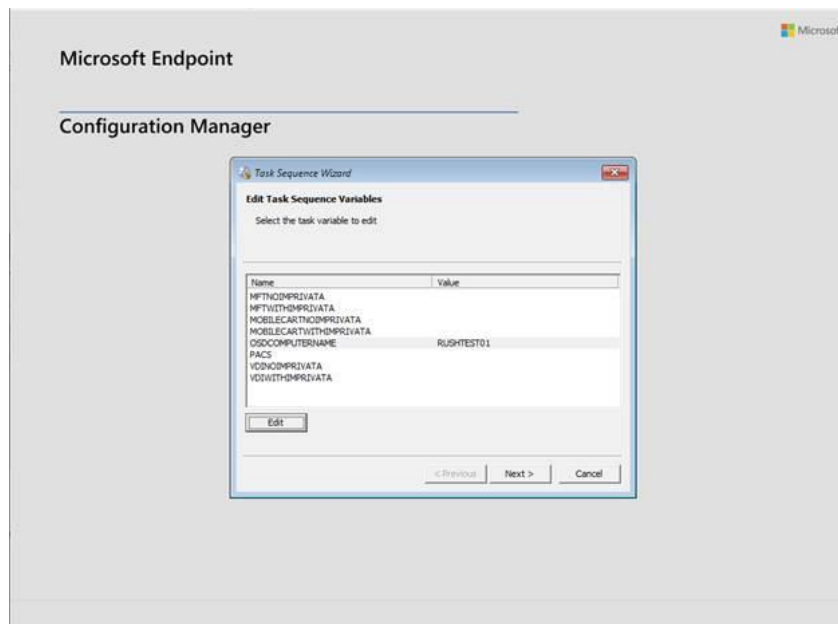 Microsoft
Microsoft Endpoint
Configuration Manager
Task Sequence Wizard
Edit Task Sequence Variables
Select the task variable to edit
Name Value
MFTNOIMPRIVATA
MFTWITHIMPRIVATA
MOBILECARTNOIMPRIVATA
MOBILECARTWITHIMPRIVATA
OSDCOMPUTERNAME RUSHTEST01
PACS
VDINOIMPRIVATA
VDIWITHIMPRIVATA
Edit
< Previous Next > Cancel